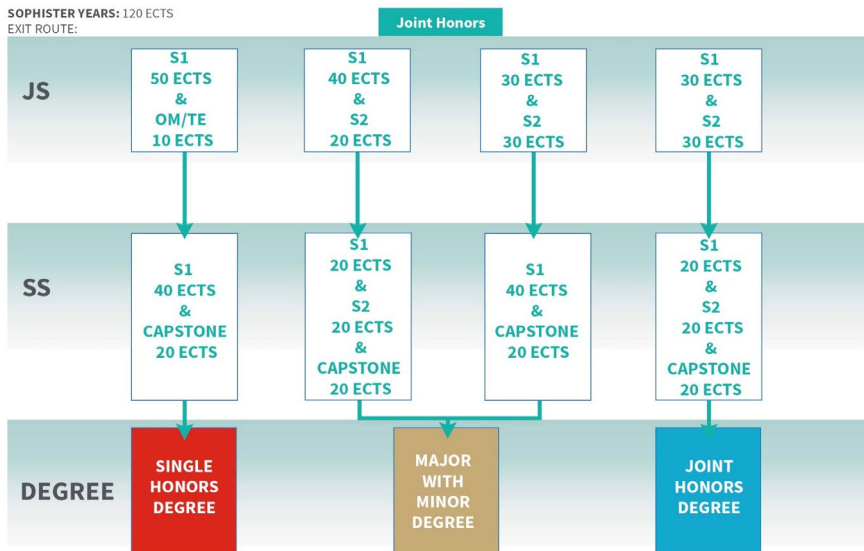 SOPHISTER YEARS: 120 ECTS
EXIT ROUTE:
Joint Honors
JS
S1
50 ECTS
&
OM/TE
10 ECTS
S1
40 ECTS
&
S2
20 ECTS
S1
30 ECTS
&
S2
30 ECTS
S1
30 ECTS
&
S2
30 ECTS
SS
S1
40 ECTS
&
CAPSTONE
20 ECTS
S1
20 ECTS
&
S2
20 ECTS
&
CAPSTONE
20 ECTS
S1
40 ECTS
&
CAPSTONE
20 ECTS
S1
20 ECTS
&
S2
20 ECTS
&
CAPSTONE
20 ECTS
DEGREE
SINGLE
HONORS
DEGREE
MAJOR
WITH
MINOR
DEGREE
JOINT
HONORS
DEGREE